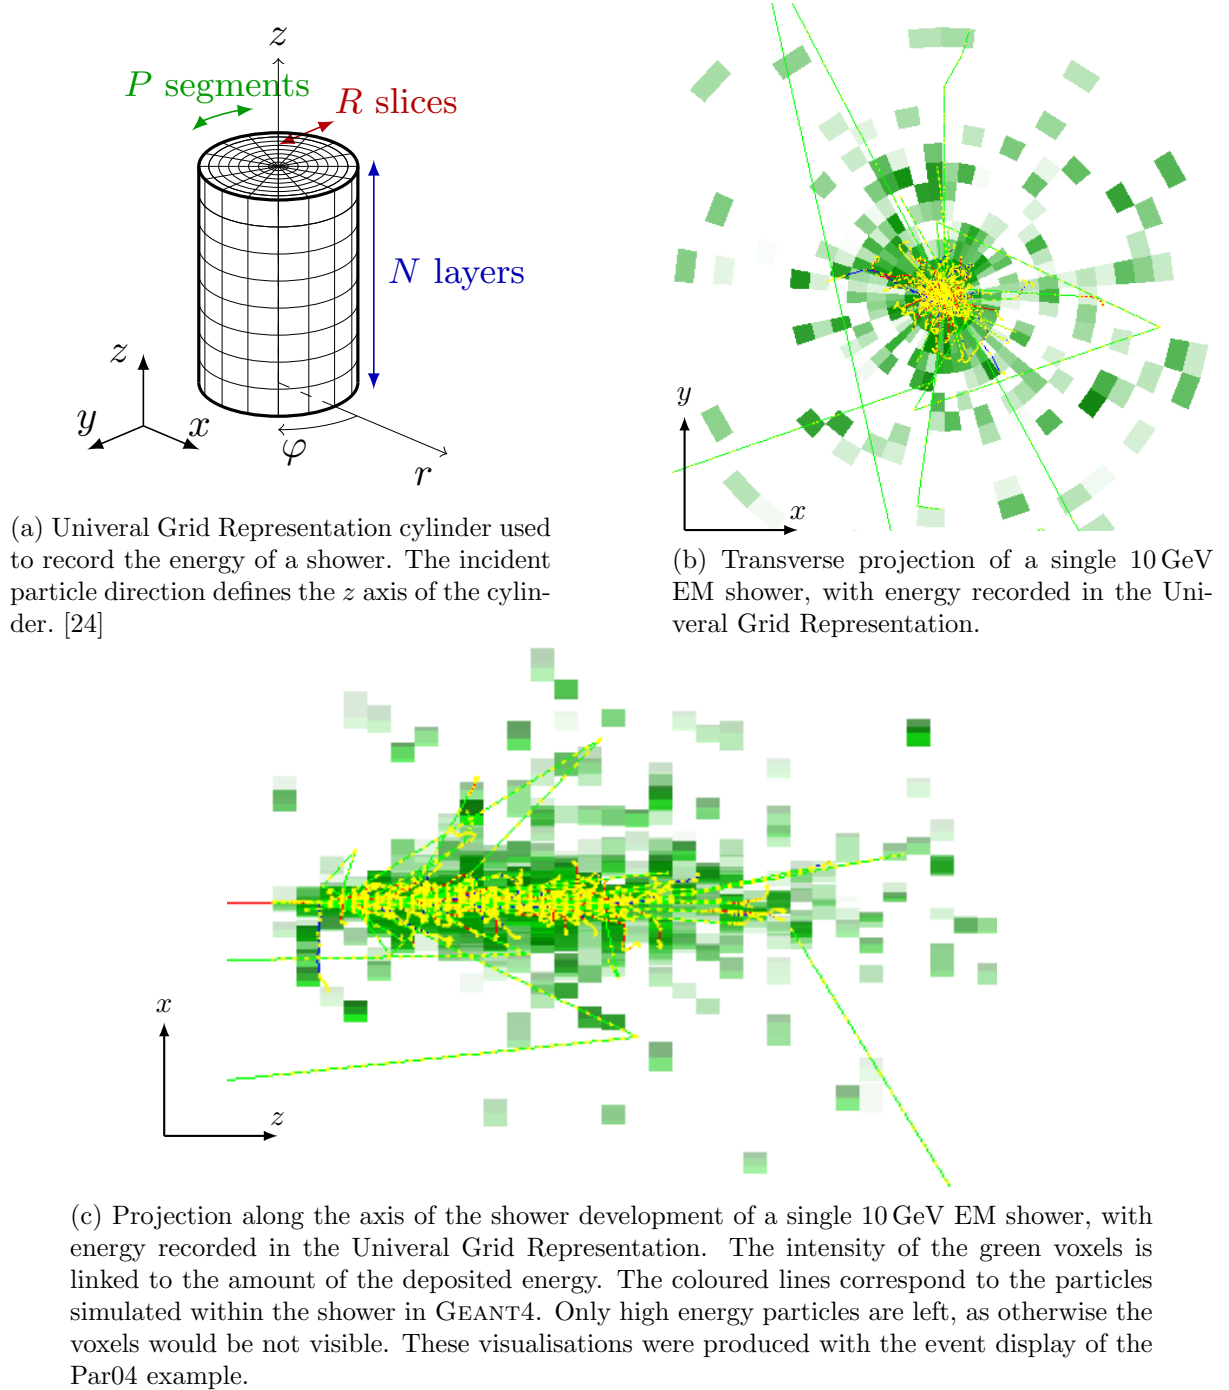 z
P segments
R slices
N layers
z
y
x
φ
r
(a) Univeral Grid Representation cylinder used
to record the energy of a shower. The incident
particle direction defines the z axis of the cylin-
der. [24]
y
x
(b) Transverse projection of a single 10 GeV
EM shower, with energy recorded in the Uni-
veral Grid Representation.
x
z
(c) Projection along the axis of the shower development of a single 10 GeV EM shower, with
energy recorded in the Univeral Grid Representation. The intensity of the green voxels is
linked to the amount of the deposited energy. The coloured lines correspond to the particles
simulated within the shower in GEANT4. Only high energy particles are left, as otherwise the
voxels would be not visible. These visualisations were produced with the event display of the
Par04 example.